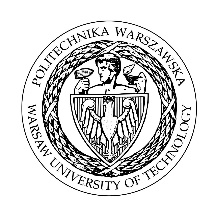 POLITECHNIKA WARSZAWSKA
WARSAW UNIVERSITY OF TECHNOLOGY